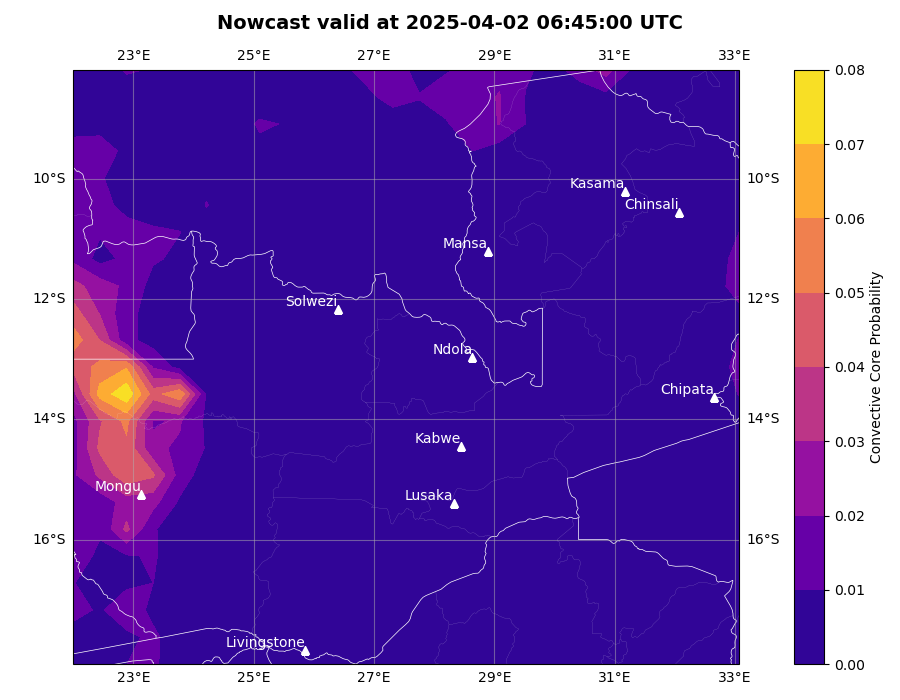 Nowcast valid at 2025-04-02 06:45:00 UTC
23°E 25°E 27°E 29°E 31°E 33°E
0.08
0.07
10°S Kasama 10°S
Chinsali
0.06
Mansa
0.05
12°S Solwezi 12°S
Ndola
0.04
Chipata
14°S 14°S
Kabwe
0.03
Mongu Lusaka
0.02
16°S 16°S
0.01
Livingstone
0.00
23°E 25°E 27°E 29°E 31°E 33°E
Convective Core Probability